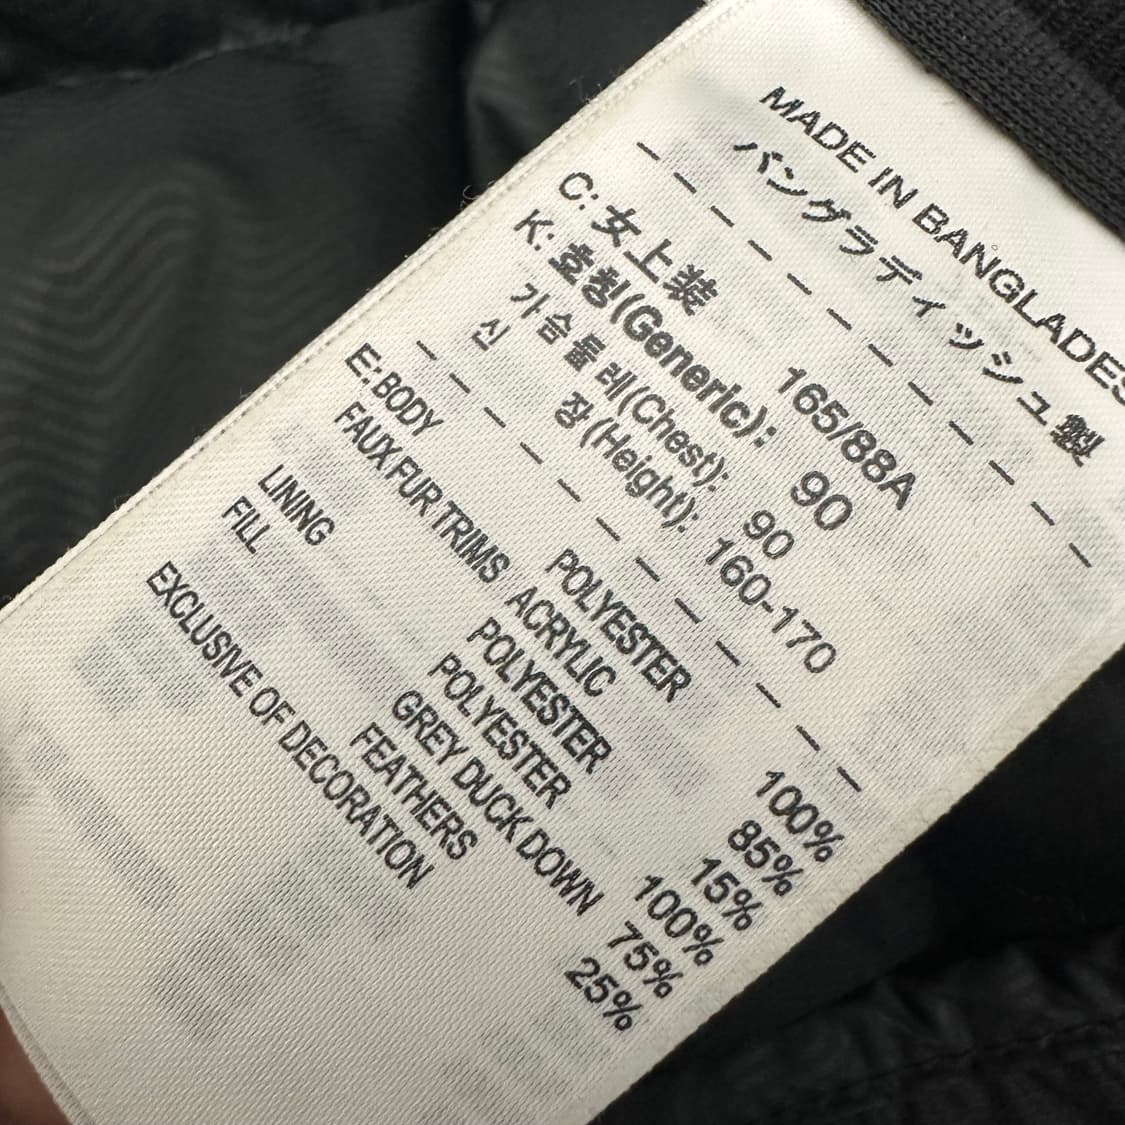 MADE IN BANGLADES
バングラディッシュ製
C: 女上装 165/88A
K: 호칭(Generic): 90
가슴둘레(Chest): 90
신 장(Height): 160-170
E: BODY POLYESTER 100%
FAUX FUR TRIMS ACRYLIC 85%
POLYESTER 15%
LINING POLYESTER 100%
FILL GREY DUCK DOWN 75%
FEATHERS 25%
EXCLUSIVE OF DECORATION